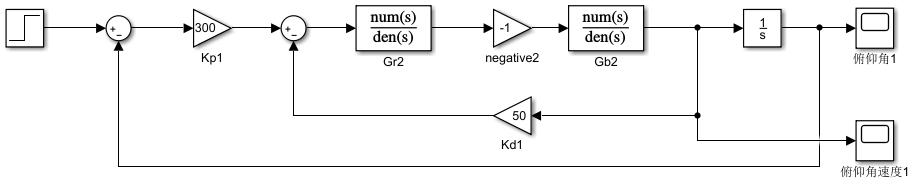 300
Kp1
num(s)
den(s)
Gr2
-1
negative2
num(s)
den(s)
Gb2
1
s
俯仰角1
50
Kd1
俯仰角速度1